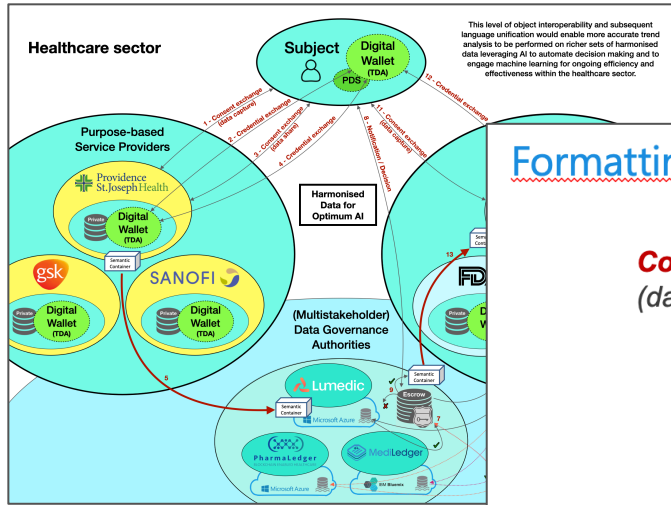 Healthcare sector
Subject
Digital
Wallet
(TDA)
PDS
This level of object interoperability and subsequent
language unification would enable more accurate trend
analysis to be performed on richer sets of harmonised
data leveraging AI to automate decision making and to
engage machine learning for ongoing efficiency and
effectiveness within the healthcare sector.
1 - Consent exchange
(data capture)
2 - Credential exchange
3 - Consent exchange
(data share)
4 - Credential exchange
8 - Notification / Decision
11 - Consent exchange
(data capture)
12 - Credential exchange
Purpose-based
Service Providers
Providence
St.JosephHealth
Private
Digital
Wallet
(TDA)
Semantic
Container
gsk
Private
Digital
Wallet
(TDA)
SANOFI
Private
Digital
Wallet
(TDA)
Harmonised
Data for
Optimum AI
Formattin
Co
(da
13
FD
Private
(Multistakeholder)
Data Governance
Authorities
5
Lumedic
Semantic
Container
Microsoft Azure
9
Semantic
Container
Escrow
7
PharmaLedger
Microsoft Azure
MediLedger
IBM Bluemix